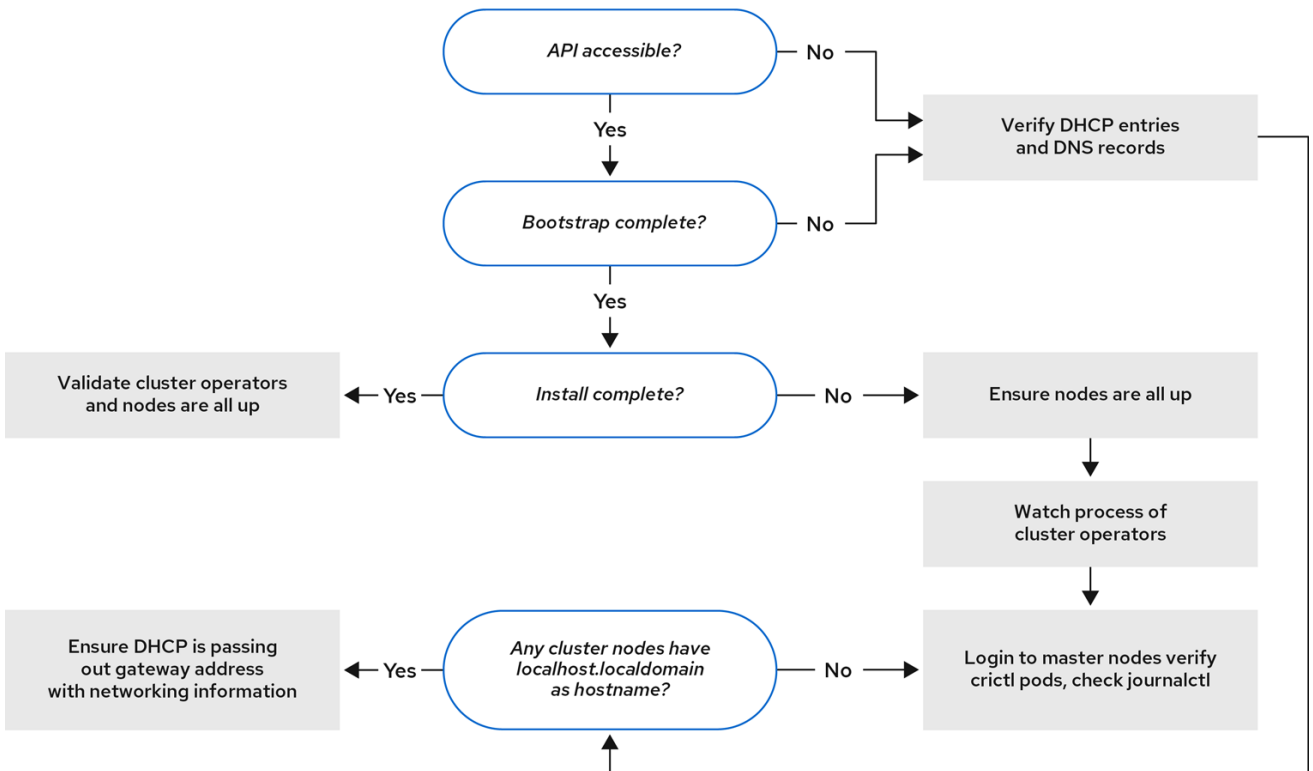 API accessible?
No
Verify DHCP entries
and DNS records
Yes
Bootstrap complete?
No
Yes
Validate cluster operators
and nodes are all up
Yes
Install complete?
No
Ensure nodes are all up
Watch process of
cluster operators
Ensure DHCP is passing
out gateway address
with networking information
Yes
Any cluster nodes have
localhost.localdomain
as hostname?
No
Login to master nodes verify
crictl pods, check journalctl